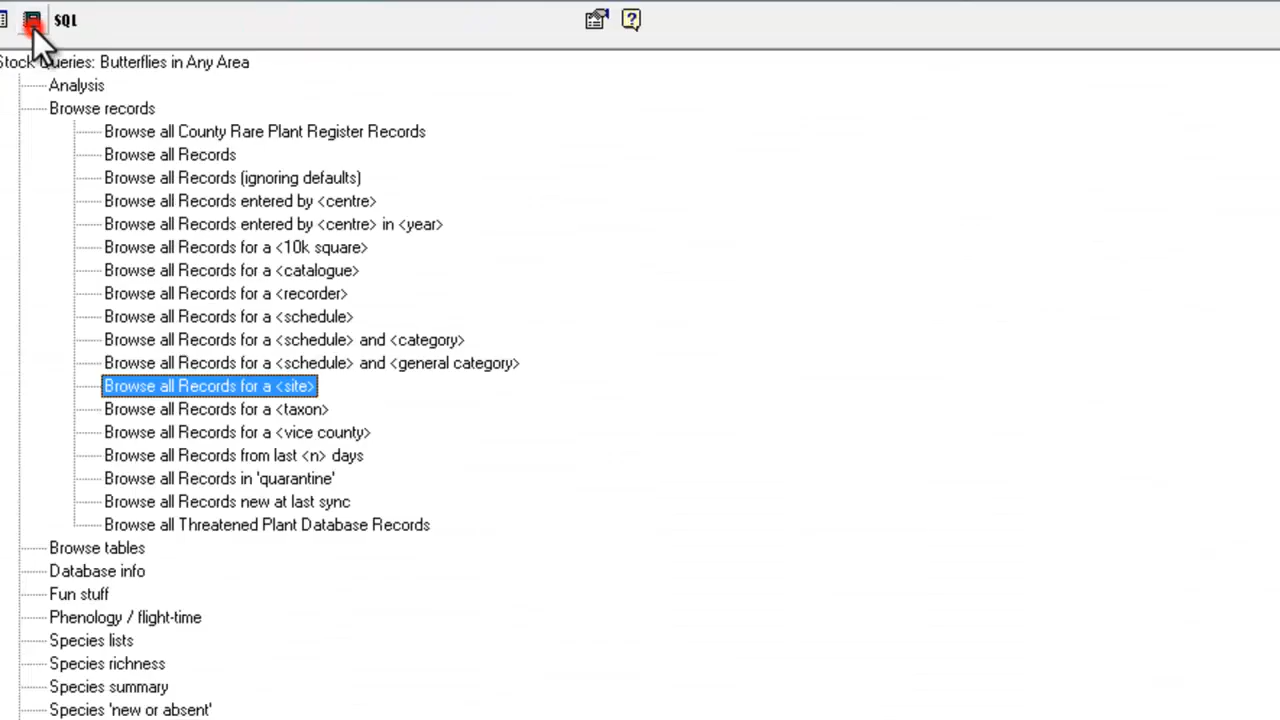 SQL
Stock Queries: Butterflies in Any Area
Analysis
Browse records
Browse all County Rare Plant Register Records
Browse all Records
Browse all Records (ignoring defaults)
Browse all Records entered by <centre>
Browse all Records entered by <centre> in <year>
Browse all Records for a <10k square>
Browse all Records for a <catalogue>
Browse all Records for a <recorder>
Browse all Records for a <schedule>
Browse all Records for a <schedule> and <category>
Browse all Records for a <schedule> and <general category>
Browse all Records for a <site>
Browse all Records for a <taxon>
Browse all Records for a <vice county>
Browse all Records from last <n> days
Browse all Records in 'quarantine'
Browse all Records new at last sync
Browse all Threatened Plant Database Records
Browse tables
Database info
Fun stuff
Phenology / flight-time
Species lists
Species richness
Species summary
Species 'new or absent'